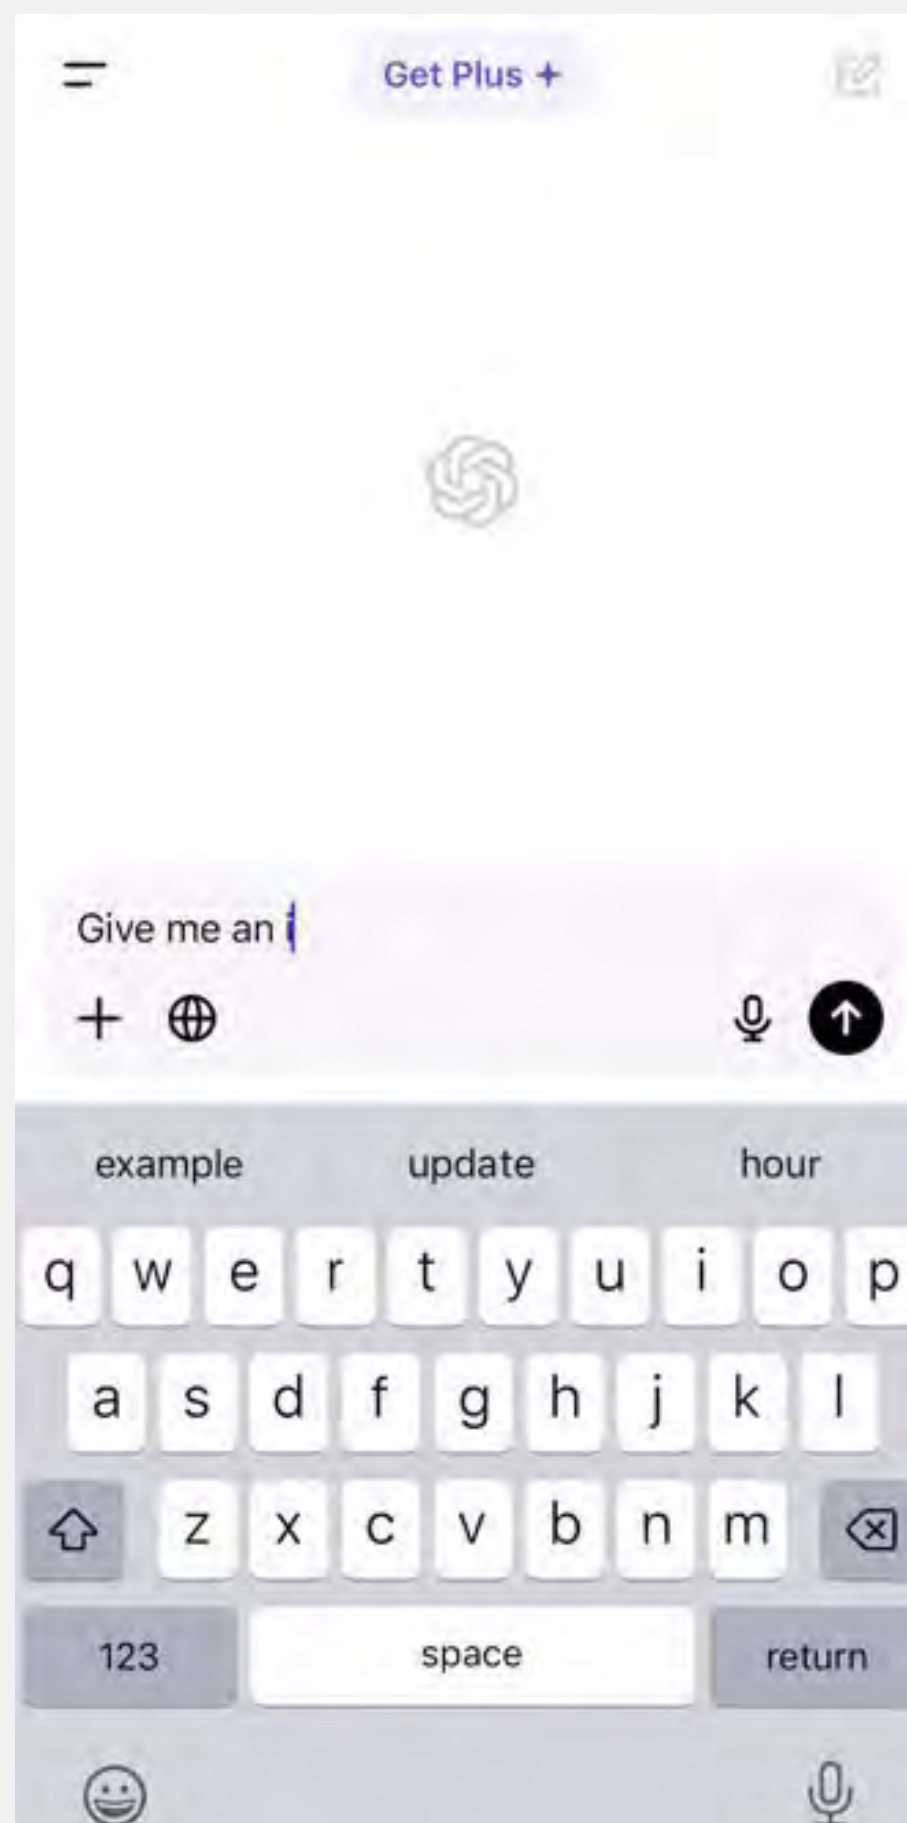 Get Plus +
Give me an i
example update hour
q w e r t y u i o p
a s d f g h j k l
z x c v b n m
123 space return